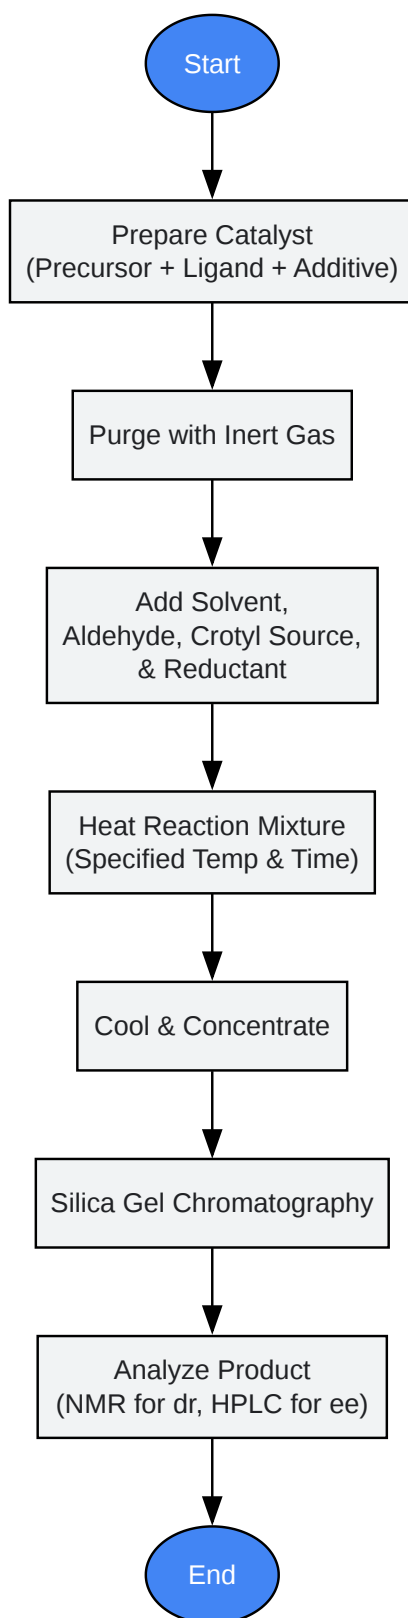 Start
Prepare Catalyst
(Precursor + Ligand + Additive)
Purge with Inert Gas
Add Solvent,
Aldehyde, Crotyl Source,
& Reductant
Heat Reaction Mixture
(Specified Temp & Time)
Cool & Concentrate
Silica Gel Chromatography
Analyze Product
(NMR for dr, HPLC for ee)
End